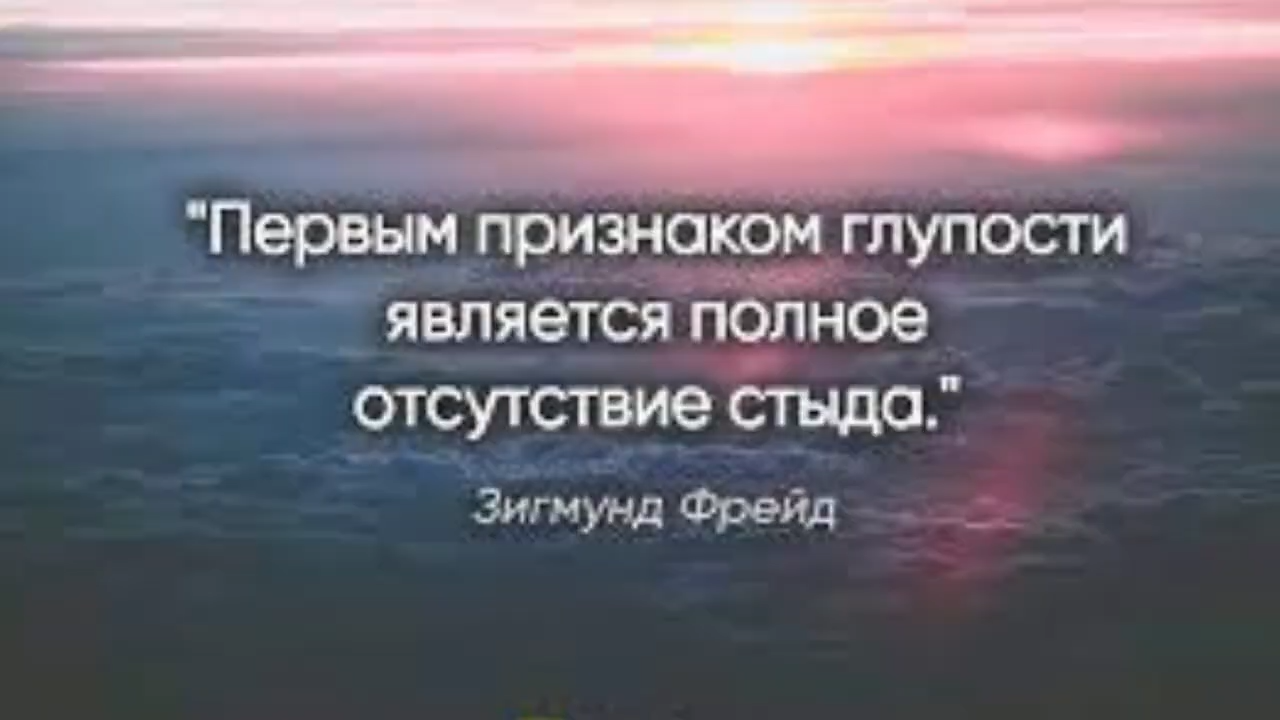 "Первым признаком глупости
является полное
отсутствие стыда."
Зигмунд Фрейд